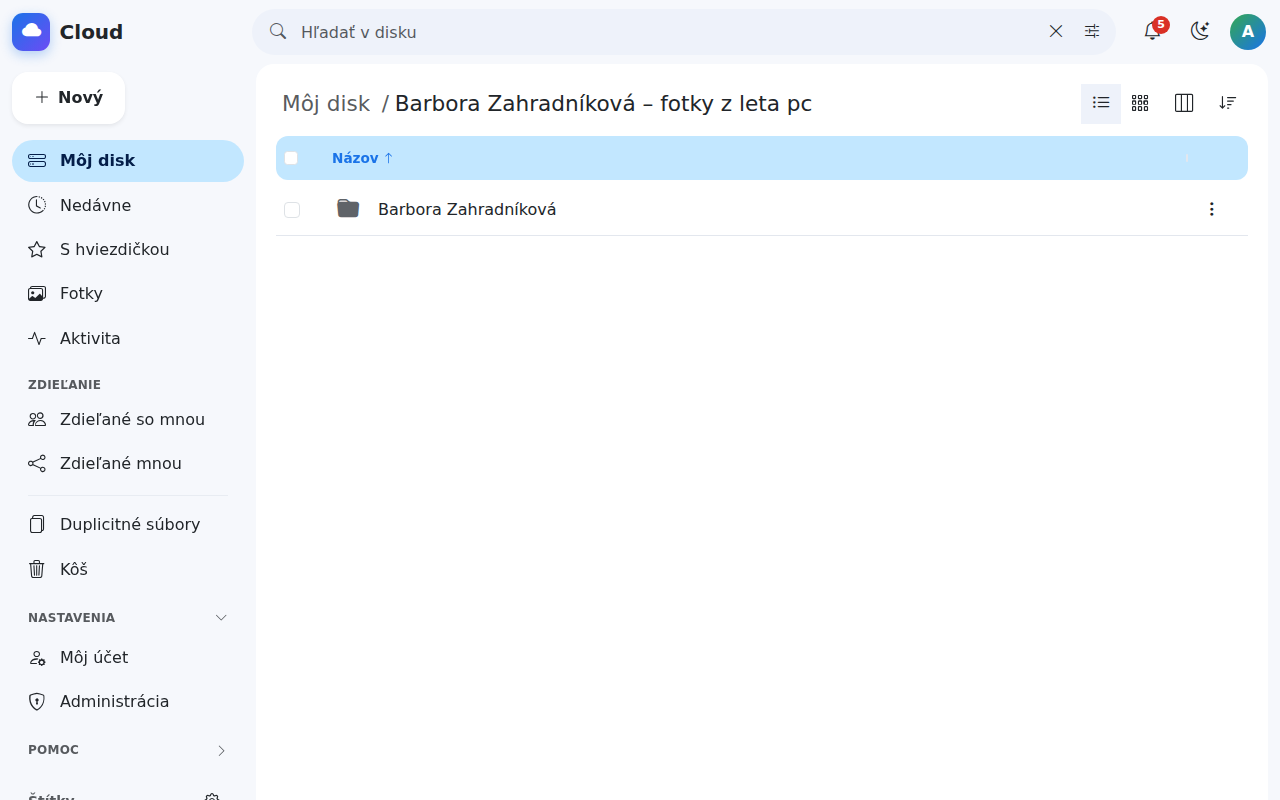 Cloud
Hľadať v disku
5
A
Nový
Môj disk
Nedávne
S hviezdičkou
Fotky
Aktivita
ZDIEĽANIE
Zdieľané so mnou
Zdieľané mnou
Duplicitné súbory
Kôš
NASTAVENIA
Môj účet
Administrácia
POMOC
Štítky
Môj disk / Barbora Zahradníková – fotky z leta pc
Názov ↑
Barbora Zahradníková